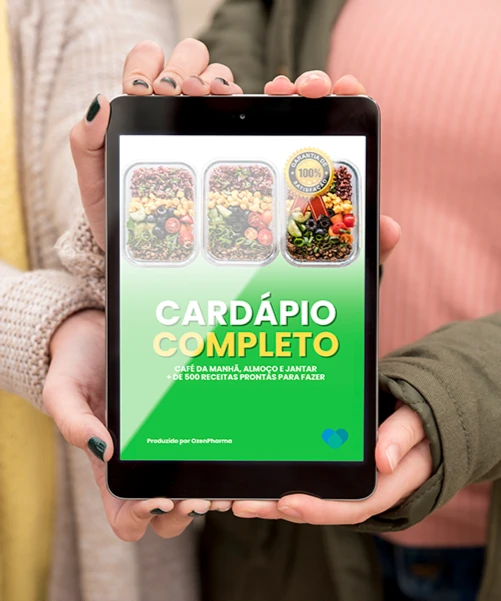 GARANTIA DE
100%
SATISFAÇÃO
CARDÁPIO
COMPLETO
CAFÉ DA MANHÃ, ALMOÇO E JANTAR
+ DE 500 RECEITAS PRONTAS PARA FAZER
Produzido por OzenPharma